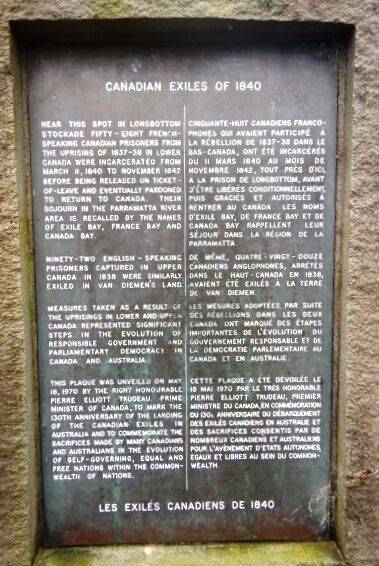 CANADIAN EXILES OF 1840
NEAR THIS SPOT IN LONGBOTTOM
STOCKADE FIFTY-EIGHT FRENCH-
SPEAKING CANADIAN PRISONERS FROM
THE UPRISING OF 1837-38 IN LOWER
CANADA WERE INCARCERATED FROM
MARCH 11, 1840 TO NOVEMBER 1842
BEFORE BEING RELEASED ON TICKET-
OF-LEAVE AND EVENTUALLY PARDONED
TO RETURN TO CANADA. THEIR
SOJOURN IN THE PARRAMATTA RIVER
AREA IS RECALLED BY THE NAMES
OF EXILE BAY, FRANCE BAY AND
CANADA BAY.
NINETY-TWO ENGLISH-SPEAKING
PRISONERS CAPTURED IN UPPER
CANADA IN 1838 WERE SIMILARLY
EXILED IN VAN DIEMEN'S LAND.
MEASURES TAKEN AS A RESULT OF
THE UPRISINGS IN LOWER AND UPPER
CANADA REPRESENTED SIGNIFICANT
STEPS IN THE EVOLUTION OF
RESPONSIBLE GOVERNMENT AND
PARLIAMENTARY DEMOCRACY IN
CANADA AND AUSTRALIA.
THIS PLAQUE WAS UNVEILED ON MAY
18, 1970 BY THE RIGHT HONOURABLE
PIERRE ELLIOTT TRUDEAU, PRIME
MINISTER OF CANADA, TO MARK THE
130TH ANNIVERSARY OF THE LANDING
OF THE CANADIAN EXILES IN
AUSTRALIA AND TO COMMEMORATE THE
SACRIFICES MADE BY MANY CANADIANS
AND AUSTRALIANS IN THE EVOLUTION
OF SELF-GOVERNING, EQUAL AND
FREE NATIONS WITHIN THE COMMON-
WEALTH OF NATIONS.
CINQUANTE-HUIT CANADIENS FRANCO-
PHONES QUI AVAIENT PARTICIPÉ À
LA RÉBELLION DE 1837-38 DANS LE
BAS-CANADA, ONT ÉTÉ INCARCÉRÉS
DU 11 MARS 1840 AU MOIS DE
NOVEMBRE 1842, TOUT PRÈS D'ICI,
À LA PRISON DE LONGBOTTOM, AVANT
D'ÊTRE LIBÉRÉS CONDITIONNELLEMENT,
PUIS GRACIÉS ET AUTORISÉS À
RENTRER AU CANADA. LES NOMS
D'EXILE BAY, DE FRANCE BAY ET DE
CANADA BAY RAPPELLENT LEUR
SÉJOUR DANS LA RÉGION DE LA
PARRAMATTA.
DE MÊME, QUATRE-VINGT-DOUZE
CANADIENS ANGLOPHONES, ARRÊTÉS
DANS LE HAUT-CANADA EN 1838,
AVAIENT ÉTÉ EXILÉS À LA TERRE
DE VAN DIEMEN.
LES MESURES ADOPTÉES PAR SUITE
DES RÉBELLIONS DANS LES DEUX
CANADA ONT MARQUÉ DES ÉTAPES
IMPORTANTES DE L'ÉVOLUTION DU
GOUVERNEMENT RESPONSABLE ET DE
LA DÉMOCRATIE PARLEMENTAIRE AU
CANADA ET EN AUSTRALIE.
CETTE PLAQUE A ÉTÉ DÉVOILÉE LE
18 MAI 1970 PAR LE TRÈS HONORABLE
PIERRE ELLIOTT TRUDEAU, PREMIER
MINISTRE DU CANADA, EN COMMÉMORATION
DU 130e ANNIVERSAIRE DU DÉBARQUEMENT
DES EXILÉS CANADIENS EN AUSTRALIE ET
DES SACRIFICES CONSENTIS PAR DE
NOMBREUX CANADIENS ET AUSTRALIENS
POUR L'AVÈNEMENT D'ÉTATS AUTONOMES,
ÉGAUX ET LIBRES AU SEIN DU COMMON-
WEALTH.
LES EXILÉS CANADIENS DE 1840